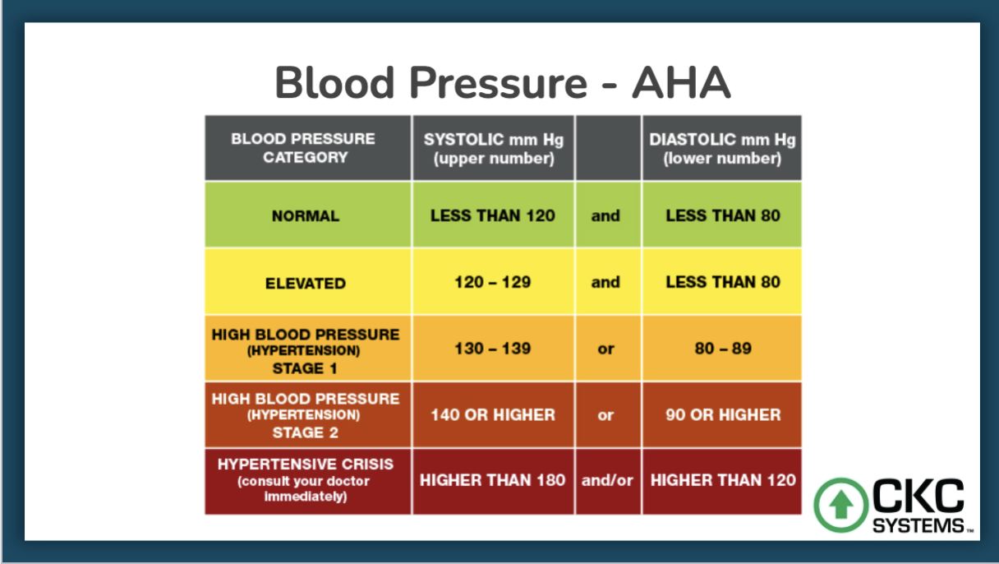 Blood Pressure - AHA
BLOOD PRESSURE
CATEGORY
SYSTOLIC mm Hg
(upper number)
DIASTOLIC mm Hg
(lower number)
NORMAL
LESS THAN 120
and
LESS THAN 80
ELEVATED
120 – 129
and
LESS THAN 80
HIGH BLOOD PRESSURE
(HYPERTENSION)
STAGE 1
130 – 139
or
80 – 89
HIGH BLOOD PRESSURE
(HYPERTENSION)
STAGE 2
140 OR HIGHER
or
90 OR HIGHER
HYPERTENSIVE CRISIS
(consult your doctor
immediately)
HIGHER THAN 180
and/or
HIGHER THAN 120
CKC
SYSTEMS™